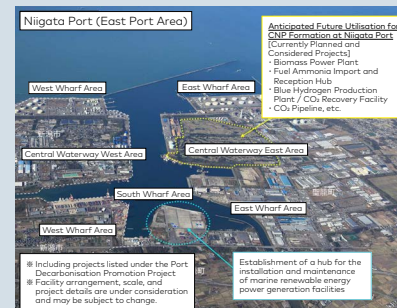 Niigata Port (East Port Area)
Anticipated Future Utilisation for
CNP Formation at Niigata Port
[Currently Planned and
Considered Projects]
・Biomass Power Plant
・Fuel Ammonia Import and
Reception Hub
・Blue Hydrogen Production
Plant / CO₂ Recovery Facility
・CO₂ Pipeline, etc.
West Wharf Area
East Wharf Area
Central Waterway West Area
Central Waterway East Area
South Wharf Area
West Wharf Area
East Wharf Area
新潟市
※ Including projects listed under the Port
Decarbonisation Promotion Project
※ Facility arrangement, scale, and
project details are under consideration
and may be subject to change.
Establishment of a hub for the
installation and maintenance
of marine renewable energy
power generation facilities